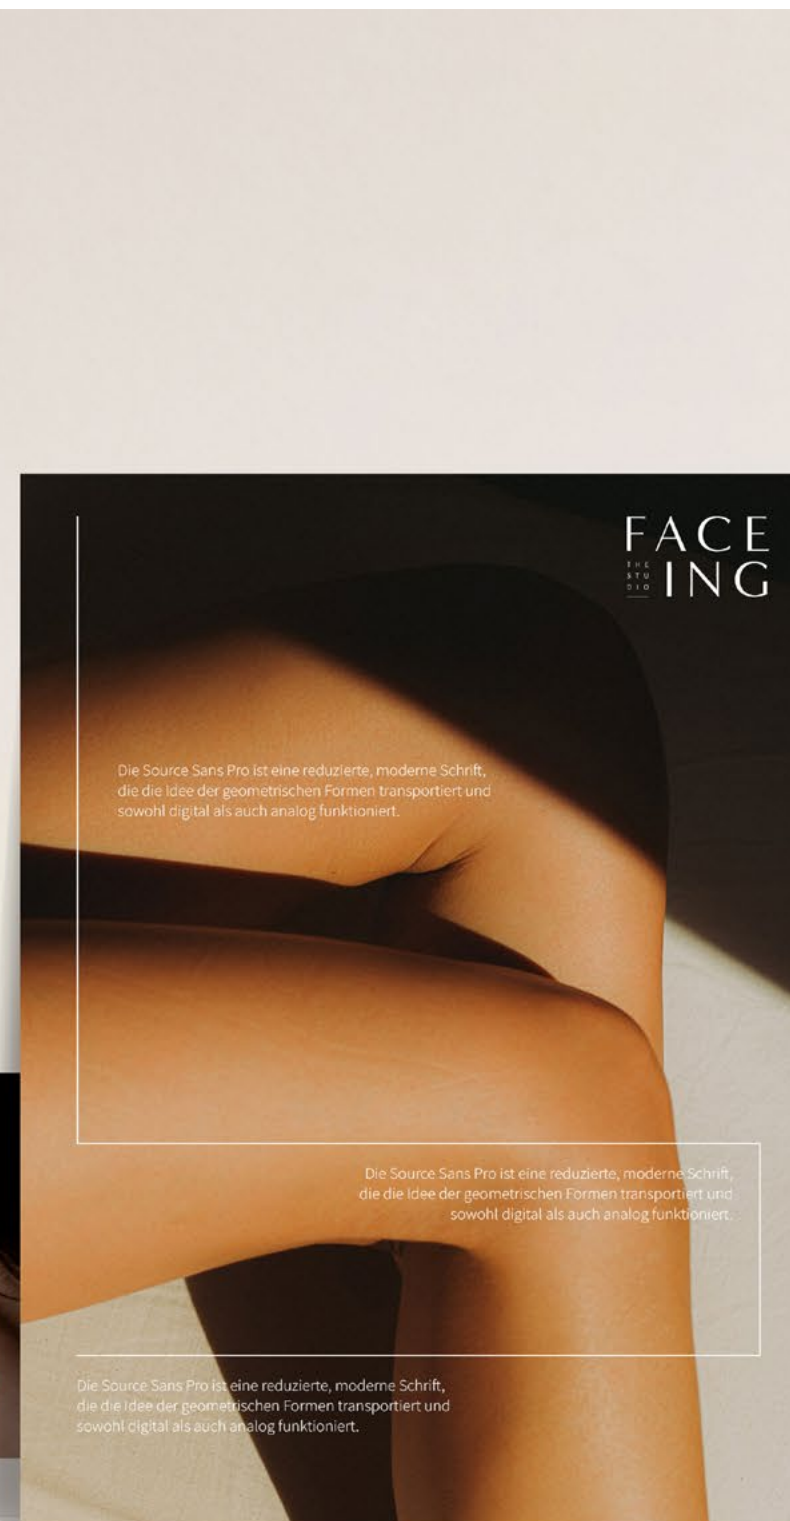 FACE
THE
STU
DIO
ING
Die Source Sans Pro ist eine reduzierte, moderne Schrift,
die die Idee der geometrischen Formen transportiert und
sowohl digital als auch analog funktioniert.
Die Source Sans Pro ist eine reduzierte, moderne Schrift,
die die Idee der geometrischen Formen transportiert und
sowohl digital als auch analog funktioniert.
Die Source Sans Pro ist eine reduzierte, moderne Schrift,
die die Idee der geometrischen Formen transportiert und
sowohl digital als auch analog funktioniert.